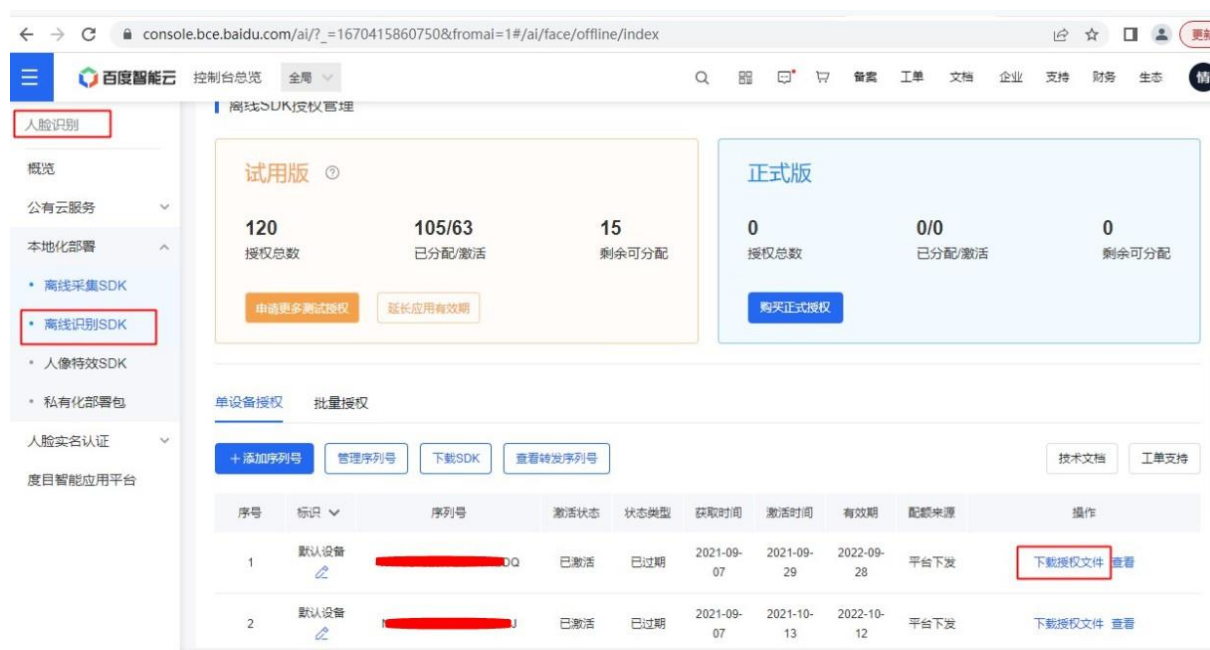 console.bce.baidu.com/ai/?_=1670415860750&fromai=1#/ai/face/offline/index
更新
百度智能云 控制台总览 全局 备案 工单 文档 企业 支持 财务 生态 情
人脸识别
概览
公有云服务
本地化部署
离线采集SDK
离线识别SDK
人像特效SDK
私有化部署包
人脸实名认证
度目智能应用平台
离线SDK授权管理
试用版
120 105/63 15
授权总数 已分配/激活 剩余可分配
申请更多测试授权 延长应用有效期
正式版
0 0/0 0
授权总数 已分配/激活 剩余可分配
购买正式授权
单设备授权 批量授权
+添加序列号 管理序列号 下载SDK 查看转发序列号 技术文档 工单支持
序号 标识 序列号 激活状态 状态类型 获取时间 激活时间 有效期 配额来源 操作
1 默认设备 DQ 已激活 已过期 2021-09-07 2021-09-29 2022-09-28 平台下发 下载授权文件 查看
2 默认设备 已激活 已过期 2021-09-07 2021-10-13 2022-10-12 平台下发 下载授权文件 查看